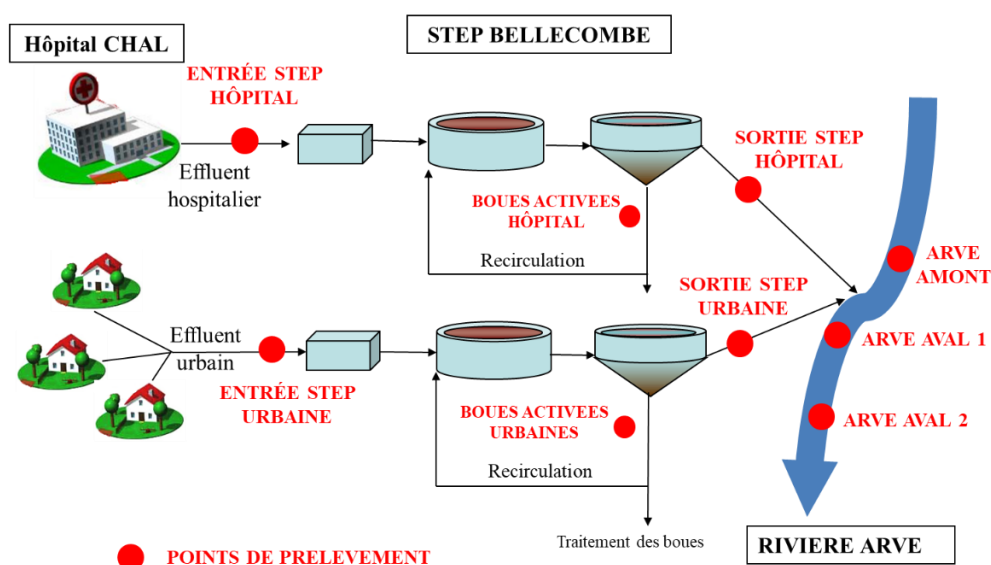 Hôpital CHAL
STEP BELLECOMBE
ENTRÉE STEP
HÔPITAL
Effluent
hospitalier
BOUES ACTIVEES
HÔPITAL
Recirculation
SORTIE STEP
HÔPITAL
ARVE
AMONT
SORTIE STEP
URBAINE
Effluent
urbain
ENTRÉE STEP
URBAINE
BOUES ACTIVEES
URBAINES
Recirculation
ARVE AVAL 1
ARVE AVAL 2
Traitement des boues
RIVIERE ARVE
POINTS DE PRELEVEMENT